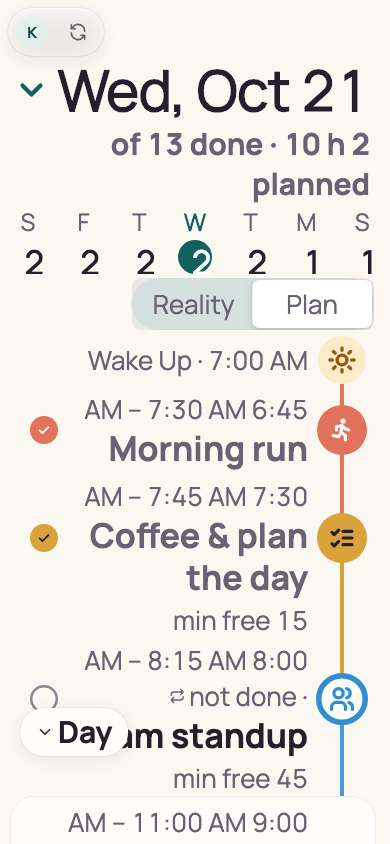 K
Wed, Oct 21
of 13 done · 10 h 2
planned
S F T W T M S
2 2 2 2 2 1 1
Reality Plan
Wake Up · 7:00 AM
AM – 7:30 AM 6:45
Morning run
AM – 7:45 AM 7:30
Coffee & plan
the day
min free 15
AM – 8:15 AM 8:00
not done ·
am standup
Day
min free 45
AM – 11:00 AM 9:00